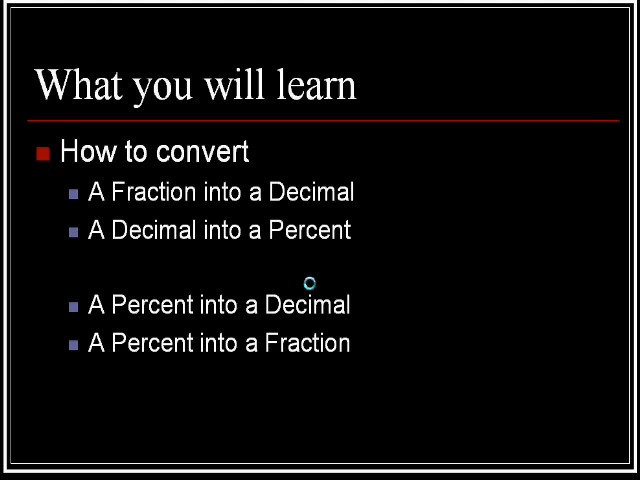 What you will learn
How to convert
A Fraction into a Decimal
A Decimal into a Percent
A Percent into a Decimal
A Percent into a Fraction